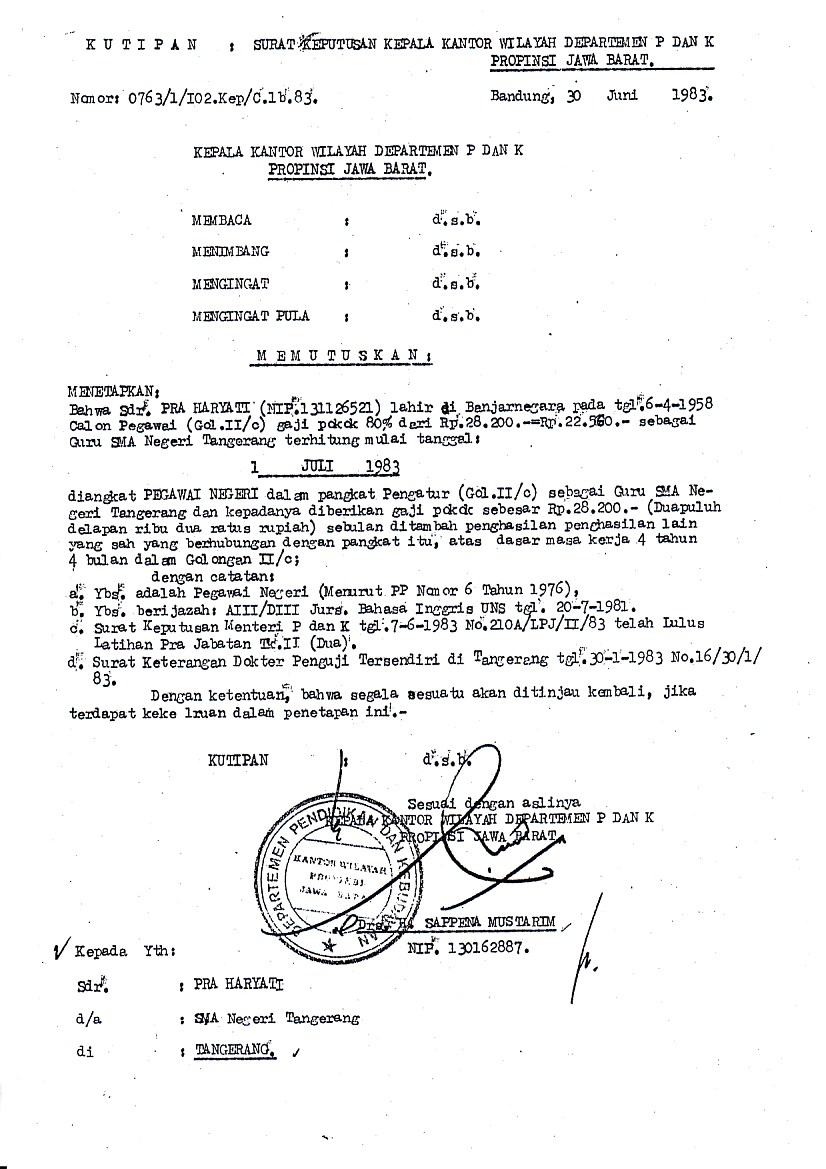 K U T I P A N : SURAT KEPUTUSAN KEPALA KANTOR WILAYAH DEPARTEMEN P DAN K
PROPINSI JAWA BARAT.
Nomor: 0763/1/I02.Kep/C.1b.83. Bandung, 30 Juni 1983.
KEPALA KANTOR WILAYAH DEPARTEMEN P DAN K
PROPINSI JAWA BARAT.
MEMBACA : d.s.b.
MENIMBANG : d.s.b.
MENGINGAT : d.s.b.
MENGINGAT PULA : d.s.b.
M E M U T U S K A N :
MENETAPKAN:
Bahwa Sdr. PRA HARYATI (NIP.131126521) lahir di Banjarnegara pada tgl.6-4-1958
Calon Pegawai (Gol.II/c) gaji pokok 80% dari Rp.28.200.-=Rp.22.560.- sebagai
Guru SMA Negeri Tangerang terhitung mulai tanggal:
1 JULI 1983
diangkat PEGAWAI NEGERI dalam pangkat Pengatur (Gol.II/c) sebagai Guru SMA Ne-
geri Tangerang dan kepadanya diberikan gaji pokok sebesar Rp.28.200.- (Duapuluh
delapan ribu dua ratus rupiah) sebulan ditambah penghasilan penghasilan lain
yang sah yang berhubungan dengan pangkat itu, atas dasar masa kerja 4 tahun
4 bulan dalam Golongan II/c;
dengan catatan:
a. Ybs. adalah Pegawai Negeri (Menurut PP Nomor 6 Tahun 1976),
b. Ybs. berijazah: AIII/DIII Jurs. Bahasa Inggris UNS tgl. 20-7-1981.
c. Surat Keputusan Menteri P dan K tgl.7-6-1983 No.210A/LPJ/II/83 telah Lulus
Latihan Pra Jabatan Tk.II (Dua).
d. Surat Keterangan Dokter Penguji Tersendiri di Tangerang tgl.30-1-1983 No.16/30/1/
83.
Dengan ketentuan, bahwa segala sesuatu akan ditinjau kembali, jika
terdapat keke lruan dalam penetapan ini.-
KUTIPAN : d.s.b.
Sesuai dengan aslinya
KEPALA KANTOR WILAYAH DEPARTEMEN P DAN K
PROPINSI JAWA BARAT
DEPARTEMEN PENDIDIKAN DAN KEBUDAYAAN
KANTOR WILAYAH
PROPINSI
JAWA BARAT
Drs. H. SAPPENA MUSTARIM
NIP. 130162887.
Kepada Yth:
Sdr. : PRA HARYATI
d/a : SMA Negeri Tangerang
di : TANGERANG.